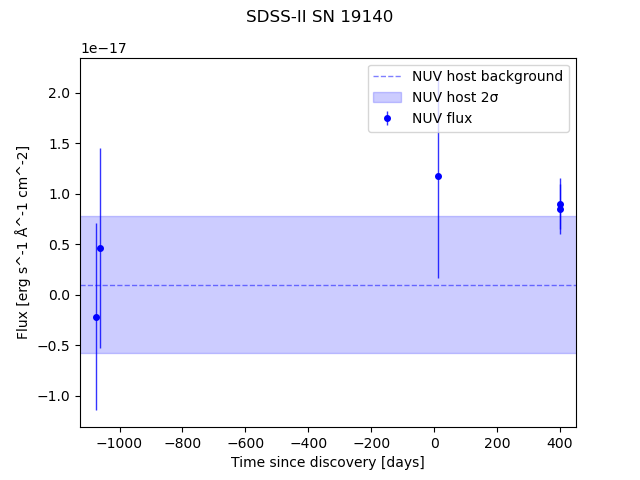 SDSS-II SN 19140
1e−17
NUV host background
NUV host 2σ
NUV flux
2.0
1.5
1.0
0.5
0.0
−0.5
−1.0
Flux [erg s^-1 Å^-1 cm^-2]
−1000 −800 −600 −400 −200 0 200 400
Time since discovery [days]